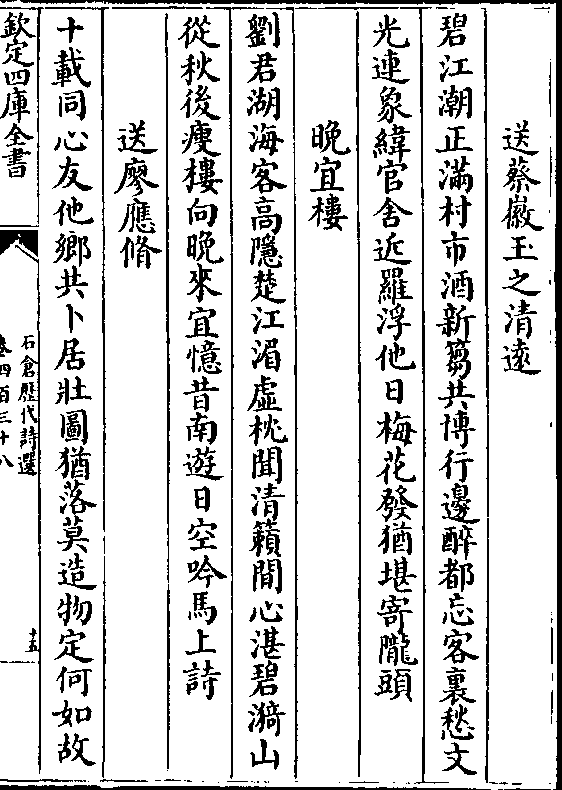 送蔡徽玉之清遠
碧江潮正滿村市酒新篘共博行邊醉都忘客裏愁文
光連象緯官舍近羅浮他日梅花發猶堪寄隴頭
晚宜樓
劉君湖海客高隱楚江湄虛枕聞清籟閒心湛碧漪山
從秋後瘦樓向晚來宜憶昔南遊日空吟馬上詩
送廖應脩
十載同心友他鄉共卜居壯圖猶落莫造物定何如故
欽定四庫全書
石倉歷代詩選
卷四百三十八
十五